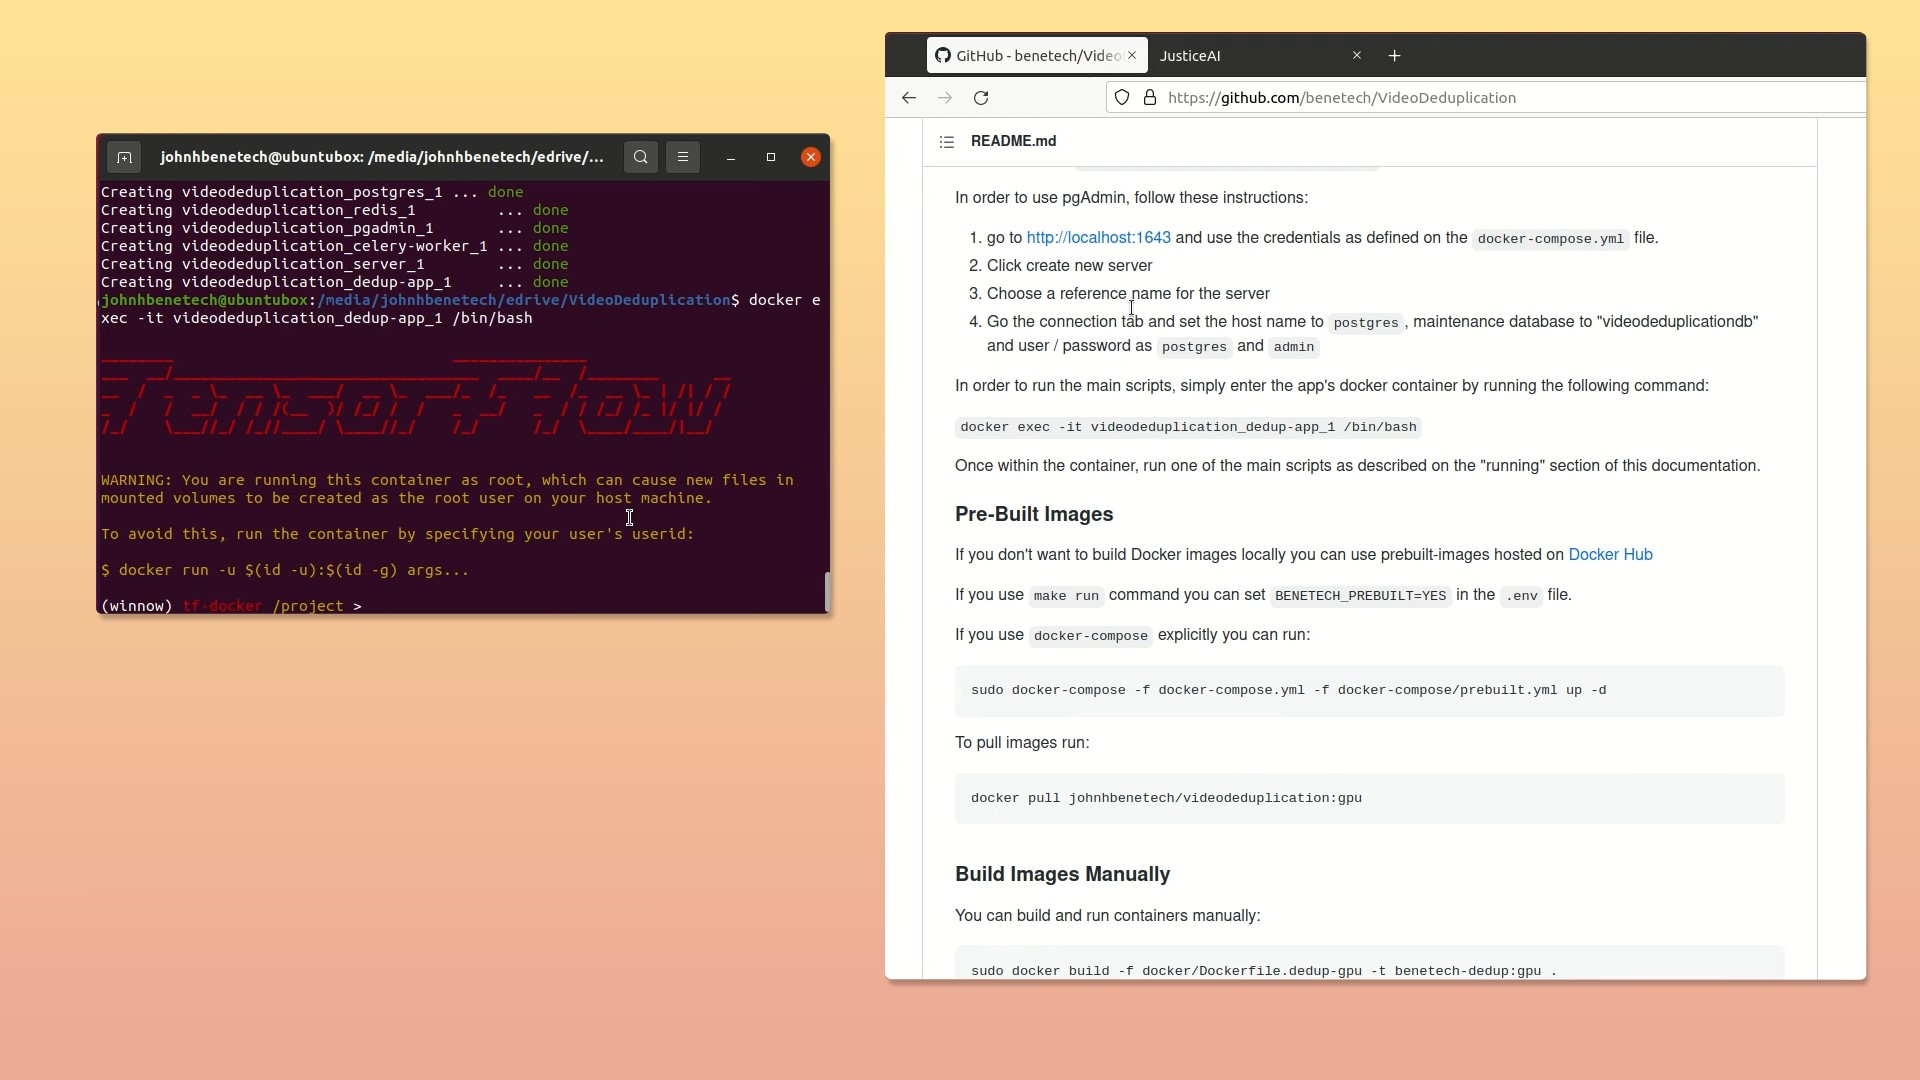 johnhbenetech@ubuntubox: /media/johnhbenetech/edrive/...
Creating videodeduplication_postgres_1 ... done
Creating videodeduplication_redis_1 ... done
Creating videodeduplication_pgadmin_1 ... done
Creating videodeduplication_celery-worker_1 ... done
Creating videodeduplication_server_1 ... done
Creating videodeduplication_dedup-app_1 ... done
johnhbenetech@ubuntubox:/media/johnhbenetech/edrive/VideoDeduplication$ docker e
xec -it videodeduplication_dedup-app_1 /bin/bash
TensorFlow
WARNING: You are running this container as root, which can cause new files in
mounted volumes to be created as the root user on your host machine.
To avoid this, run the container by specifying your user's userid:
$ docker run -u $(id -u):$(id -g) args...
(winnow) tf-docker /project >
GitHub - benetech/Video
JusticeAI
https://github.com/benetech/VideoDeduplication
README.md
In order to use pgAdmin, follow these instructions:
1. go to http://localhost:1643 and use the credentials as defined on the docker-compose.yml file.
2. Click create new server
3. Choose a reference name for the server
4. Go the connection tab and set the host name to postgres, maintenance database to "videodeduplicationdb"
and user / password as postgres and admin
In order to run the main scripts, simply enter the app's docker container by running the following command:
docker exec -it videodeduplication_dedup-app_1 /bin/bash
Once within the container, run one of the main scripts as described on the "running" section of this documentation.
Pre-Built Images
If you don't want to build Docker images locally you can use prebuilt-images hosted on Docker Hub
If you use make run command you can set BENETECH_PREBUILT=YES in the .env file.
If you use docker-compose explicitly you can run:
sudo docker-compose -f docker-compose.yml -f docker-compose/prebuilt.yml up -d
To pull images run:
docker pull johnhbenetech/videodeduplication:gpu
Build Images Manually
You can build and run containers manually:
sudo docker build -f docker/Dockerfile.dedup-gpu -t benetech-dedup:gpu .